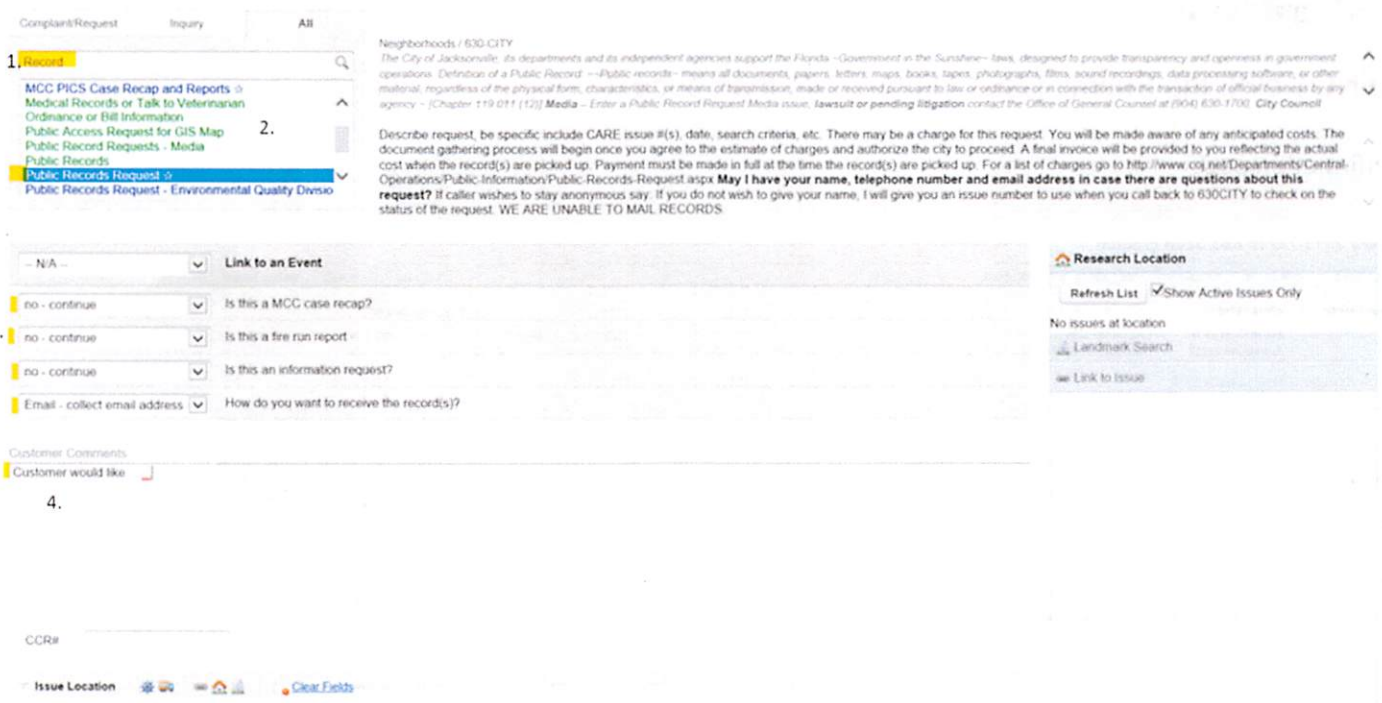 Complaint/Request Inquiry All
1. Record
MCC PICS Case Recap and Reports ☆
Medical Records or Talk to Veterinarian
Ordinance or Bill Information
Public Access Request for GIS Map
Public Record Requests - Media
Public Records
Public Records Request ☆
Public Records Request - Environmental Quality Divisio
2.
Neighborhoods / 630-CITY
The City of Jacksonville, its departments and its independent agencies support the Florida ~Government in the Sunshine~ laws, designed to provide transparency and openness in government
operations. Definition of a Public Record: ~~Public records~ means all documents, papers, letters, maps, books, tapes, photographs, films, sound recordings, data processing software, or other
material, regardless of the physical form, characteristics, or means of transmission, made or received pursuant to law or ordinance or in connection with the transaction of official business by any
agency ~ [Chapter 119.011 (12)] Media – Enter a Public Record Request Media issue, lawsuit or pending litigation contact the Office of General Counsel at (904) 630-1700. City Council
Describe request, be specific include CARE issue #(s), date, search criteria, etc. There may be a charge for this request. You will be made aware of any anticipated costs. The
document gathering process will begin once you agree to the estimate of charges and authorize the city to proceed. A final invoice will be provided to you reflecting the actual
cost when the record(s) are picked up. Payment must be made in full at the time the record(s) are picked up. For a list of charges go to http://www.coj.net/Departments/Central-
Operations/Public-Information/Public-Records-Request.aspx May I have your name, telephone number and email address in case there are questions about this
request? If caller wishes to stay anonymous say: If you do not wish to give your name, I will give you an issue number to use when you call back to 630CITY to check on the
status of the request. WE ARE UNABLE TO MAIL RECORDS
-- N/A -- Link to an Event
no - continue Is this a MCC case recap?
no - continue Is this a fire run report -
no - continue Is this an information request?
Email - collect email address How do you want to receive the record(s)?
Research Location
Refresh List Show Active Issues Only
No issues at location
Landmark Search
Link to Issue
Customer Comments
Customer would like
4.
CCR#
Issue Location Clear Fields